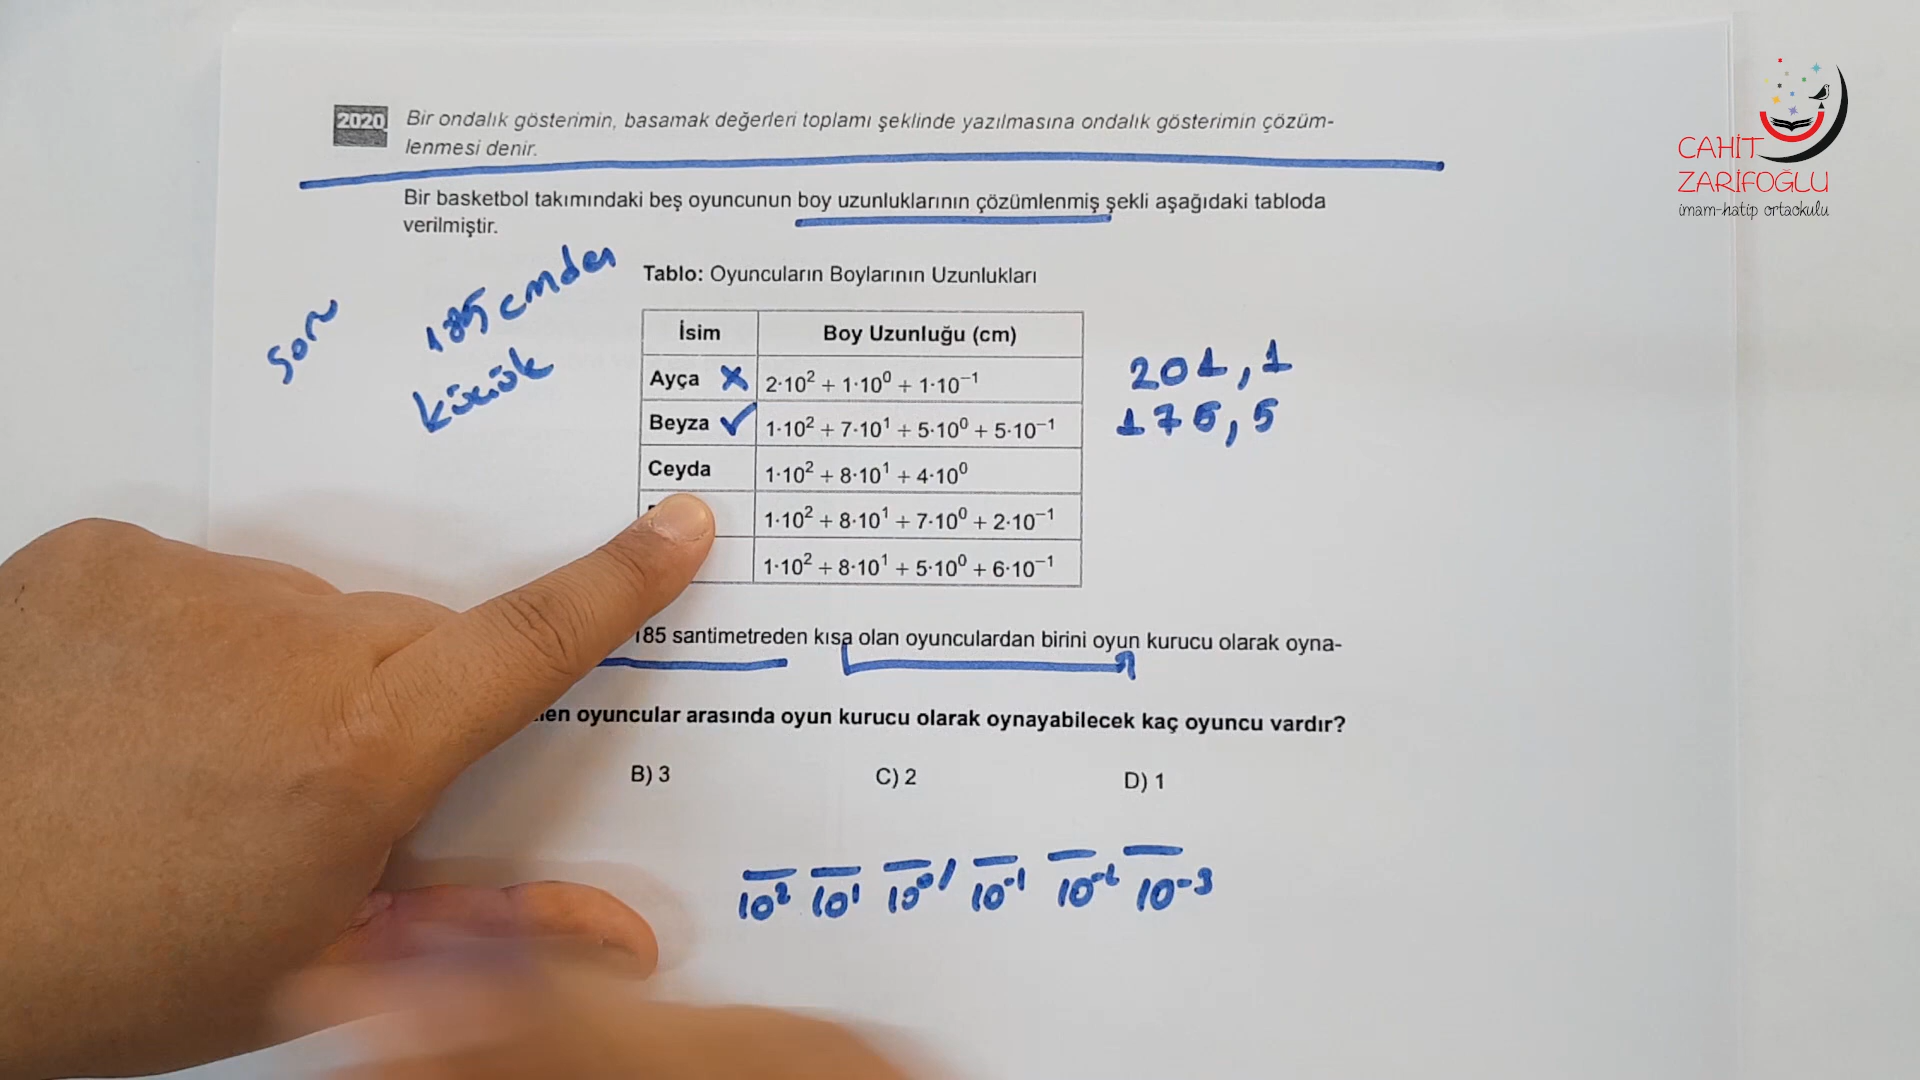 2020 Bir ondalık gösterimin, basamak değerleri toplamı şeklinde yazılmasına ondalık gösterimin çözüm-
lenmesi denir.
Bir basketbol takımındaki beş oyuncunun boy uzunluklarının çözümlenmiş şekli aşağıdaki tabloda
verilmiştir.
soru
185 cmden
küçük
Tablo: Oyuncuların Boylarının Uzunlukları
İsim Boy Uzunluğu (cm)
Ayça ✗ 2·10² + 1·10⁰ + 1·10⁻¹ 201,1
Beyza ✓ 1·10² + 7·10¹ + 5·10⁰ + 5·10⁻¹ 175,5
Ceyda 1·10² + 8·10¹ + 4·10⁰
1·10² + 8·10¹ + 7·10⁰ + 2·10⁻¹
1·10² + 8·10¹ + 5·10⁰ + 6·10⁻¹
185 santimetreden kısa olan oyunculardan birini oyun kurucu olarak oyna-
oyuncular arasında oyun kurucu olarak oynayabilecek kaç oyuncu vardır?
B) 3 C) 2 D) 1
10² 10¹ 10⁰, 10⁻¹ 10⁻² 10⁻³
CAHİT
ZARİFOĞLU
imam-hatip ortaokulu